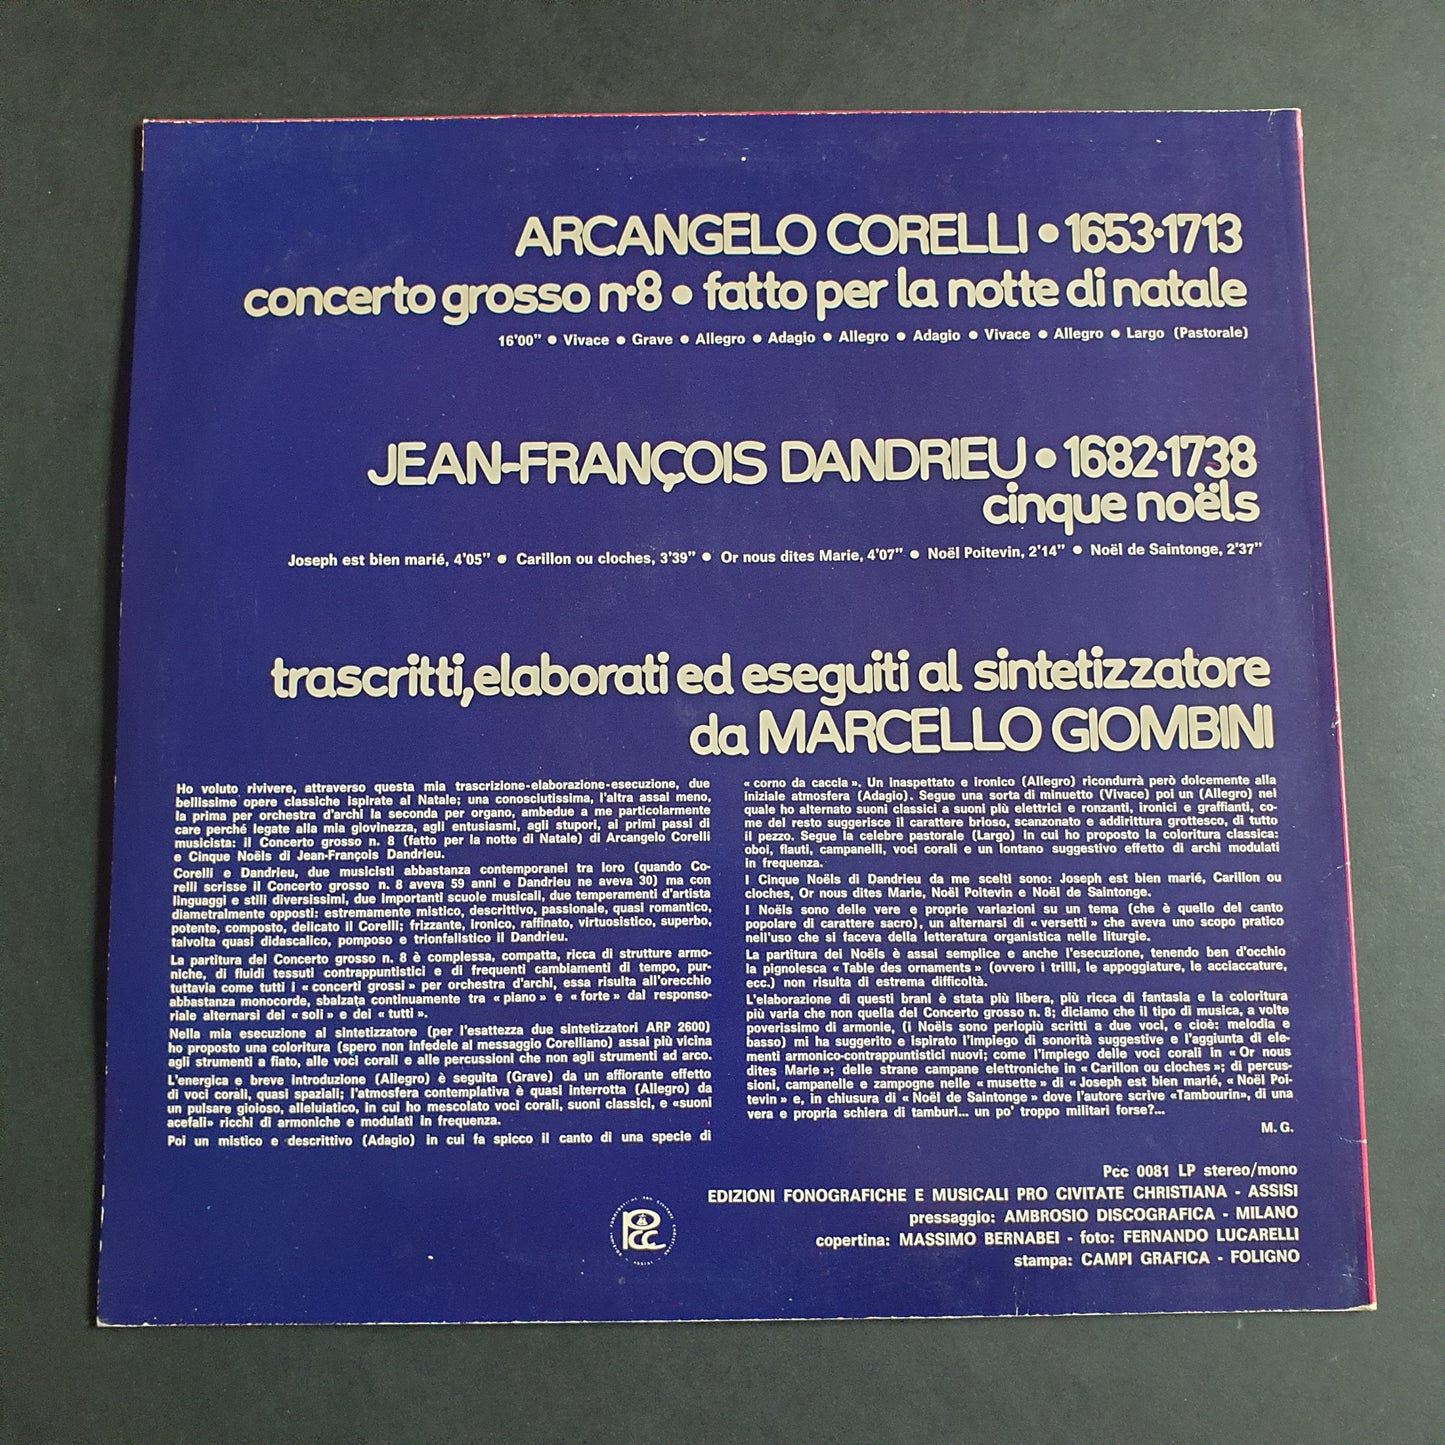 ARCANGELO CORELLI • 1653•1713
concerto grosso n•8 • fatto per la notte di natale
16'00" ● Vivace ● Grave ● Allegro ● Adagio ● Allegro ● Adagio ● Vivace ● Allegro ● Largo (Pastorale)
JEAN-FRANÇOIS DANDRIEU • 1682•1738
cinque noëls
Joseph est bien marié, 4'05" ● Carillon ou cloches, 3'39" ● Or nous dites Marie, 4'07" ● Noël Poitevin, 2'14" ● Noël de Saintonge, 2'37"
trascritti, elaborati ed eseguiti al sintetizzatore
da MARCELLO GIOMBINI
Ho voluto rivivere, attraverso questa mia trascrizione-elaborazione-esecuzione, due
bellissime opere classiche ispirate al Natale; una conosciutissima, l'altra assai meno,
la prima per orchestra d'archi la seconda per organo, ambedue a me particolarmente
care perché legate alla mia giovinezza, agli entusiasmi, agli stupori, ai primi passi di
musicista: il Concerto grosso n. 8 (fatto per la notte di Natale) di Arcangelo Corelli
e Cinque Noëls di Jean-François Dandrieu.
Corelli e Dandrieu, due musicisti abbastanza contemporanei tra loro (quando Co-
relli scrisse il Concerto grosso n. 8 aveva 59 anni e Dandrieu ne aveva 30) ma con
linguaggi e stili diversissimi, due importanti scuole musicali, due temperamenti d'artista
diametralmente opposti: estremamente mistico, descrittivo, passionale, quasi romantico,
potente, composto, delicato il Corelli; frizzante, ironico, raffinato, virtuosistico, superbo,
talvolta quasi didascalico, pomposo e trionfalistico il Dandrieu.
La partitura del Concerto grosso n. 8 è complessa, compatta, ricca di strutture armo-
niche, di fluidi tessuti contrappuntistici e di frequenti cambiamenti di tempo, pur-
tuttavia come tutti i « concerti grossi » per orchestra d'archi, essa risulta all'orecchio
abbastanza monocorde, sbalzata continuamente tra « piano » e « forte » dal responso-
riale alternarsi dei « soli » e dei « tutti ».
Nella mia esecuzione al sintetizzatore (per l'esattezza due sintetizzatori ARP 2600)
ho proposto una coloritura (spero non infedele al messaggio Corelliano) assai più vicina
agli strumenti a fiato, alle voci corali e alle percussioni che non agli strumenti ad arco.
L'energica e breve introduzione (Allegro) è seguita (Grave) da un affiorante effetto
di voci corali, quasi spaziali; l'atmosfera contemplativa è quasi interrotta (Allegro) da
un pulsare gioioso, alleluiatico, in cui ho mescolato voci corali, suoni classici, e «suoni
acefali» ricchi di armoniche e modulati in frequenza.
Poi un mistico e descrittivo (Adagio) in cui fa spicco il canto di una specie di
« corno da caccia ». Un inaspettato e ironico (Allegro) ricondurrà però dolcemente alla
iniziale atmosfera (Adagio). Segue una sorta di minuetto (Vivace) poi un (Allegro) nel
quale ho alternato suoni classici a suoni più elettrici e ronzanti, ironici e graffianti, co-
me del resto suggerisce il carattere brioso, scanzonato e addirittura grottesco, di tutto
il pezzo. Segue la celebre pastorale (Largo) in cui ho proposto la coloritura classica:
oboi, flauti, campanelli, voci corali e un lontano suggestivo effetto di archi modulati
in frequenza.
I Cinque Noëls di Dandrieu da me scelti sono: Joseph est bien marié, Carillon ou
cloches, Or nous dites Marie, Noël Poitevin e Noël de Saintonge.
I Noëls sono delle vere e proprie variazioni su un tema (che è quello del canto
popolare di carattere sacro), un alternarsi di « versetti » che aveva uno scopo pratico
nell'uso che si faceva della letteratura organistica nelle liturgie.
La partitura dei Noëls è assai semplice e anche l'esecuzione, tenendo ben d'occhio
la pignolesca « Table des ornaments » (ovvero i trilli, le appoggiature, le acciaccature,
ecc.) non risulta di estrema difficoltà.
L'elaborazione di questi brani è stata più libera, più ricca di fantasia e la coloritura
più varia che non quella del Concerto grosso n. 8; diciamo che il tipo di musica, a volte
poverissimo di armonie, (i Noëls sono perlopiù scritti a due voci, e cioè: melodia e
basso) mi ha suggerito e ispirato l'impiego di sonorità suggestive e l'aggiunta di ele-
menti armonico-contrappuntistici nuovi; come l'impiego delle voci corali in « Or nous
dites Marie »; delle strane campane elettroniche in « Carillon ou cloches »; di percus-
sioni, campanelle e zampogne nelle « musette » di « Joseph est bien marié, « Noël Poi-
tevin » e, in chiusura di « Noël de Saintonge » dove l'autore scrive «Tambourin», di una
vera e propria schiera di tamburi... un po' troppo militari forse?...
M. G.
Pcc 0081 LP stereo/mono
EDIZIONI FONOGRAFICHE E MUSICALI PRO CIVITATE CHRISTIANA - ASSISI
pressaggio: AMBROSIO DISCOGRAFICA - MILANO
copertina: MASSIMO BERNABEI - foto: FERNANDO LUCARELLI
stampa: CAMPI GRAFICA - FOLIGNO
pcc